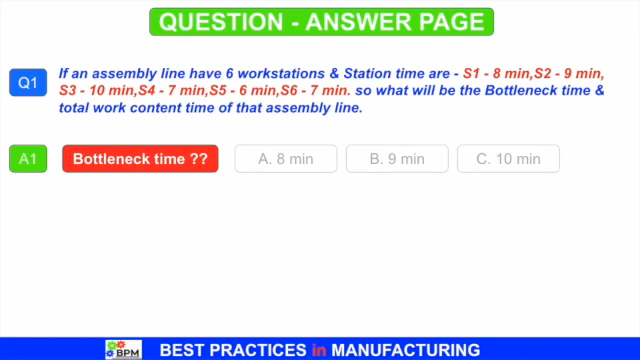 QUESTION - ANSWER PAGE
Q1
If an assembly line have 6 workstations & Station time are - S1 - 8 min,S2 - 9 min,
S3 - 10 min,S4 - 7 min,S5 - 6 min,S6 - 7 min. so what will be the Bottleneck time &
total work content time of that assembly line.
A1 Bottleneck time ?? A. 8 min B. 9 min C. 10 min
BPM BEST PRACTICES in MANUFACTURING